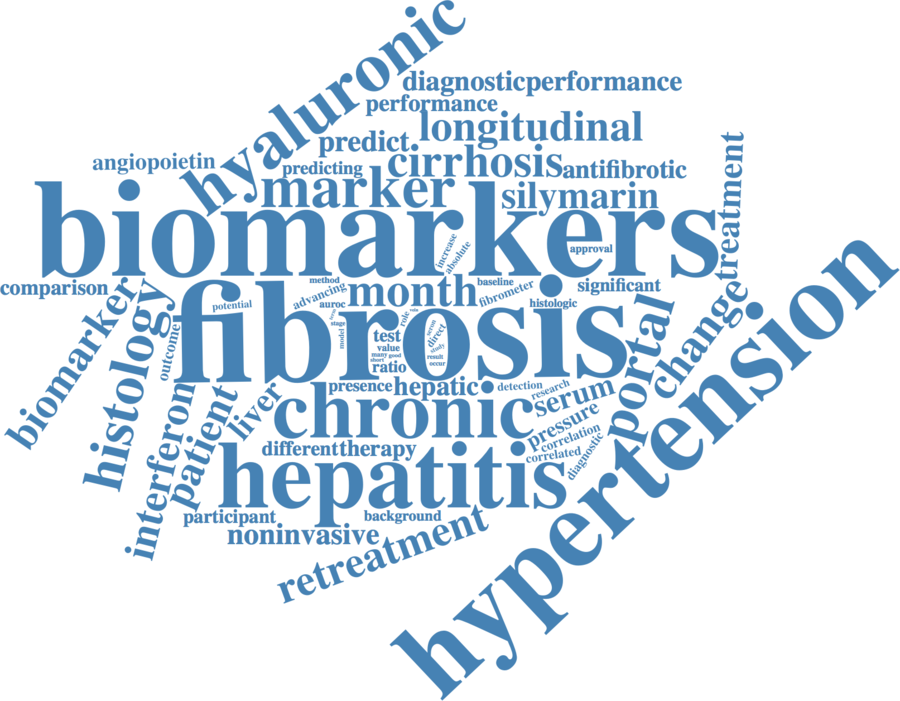 hyaluronic
diagnosticperformance
performance
longitudinal
predict
angiopoietin
predicting
cirrhosis
antifibrotic
marker
silymarin
treatment
biomarkers
increase
absolute
approval
comparison
method
baseline
significant
advancing
month
fibrometer
histologic
auroc
potential
fibrosis
biomarker
histology
outcome
stage
model
test
value
many good
short
ratio
role
direct
study
result
occur
portal
change
hypertension
presence
hepatic
detection
research
serum
chronic
pressure
correlation
correlated
diagnostic
interferon
patient
liver
different
therapy
hepatitis
participant
background
noninvasive
retreatment